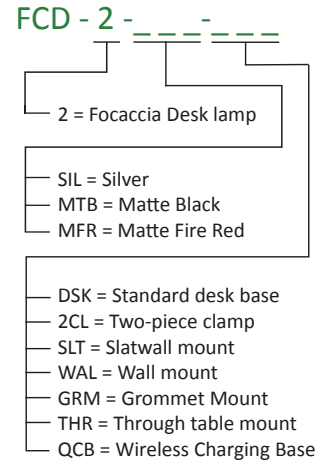 FCD - 2 -_ _ _-_ _ _
2 = Focaccia Desk lamp
SIL = Silver
MTB = Matte Black
MFR = Matte Fire Red
DSK = Standard desk base
2CL = Two-piece clamp
SLT = Slatwall mount
WAL = Wall mount
GRM = Grommet Mount
THR = Through table mount
QCB = Wireless Charging Base